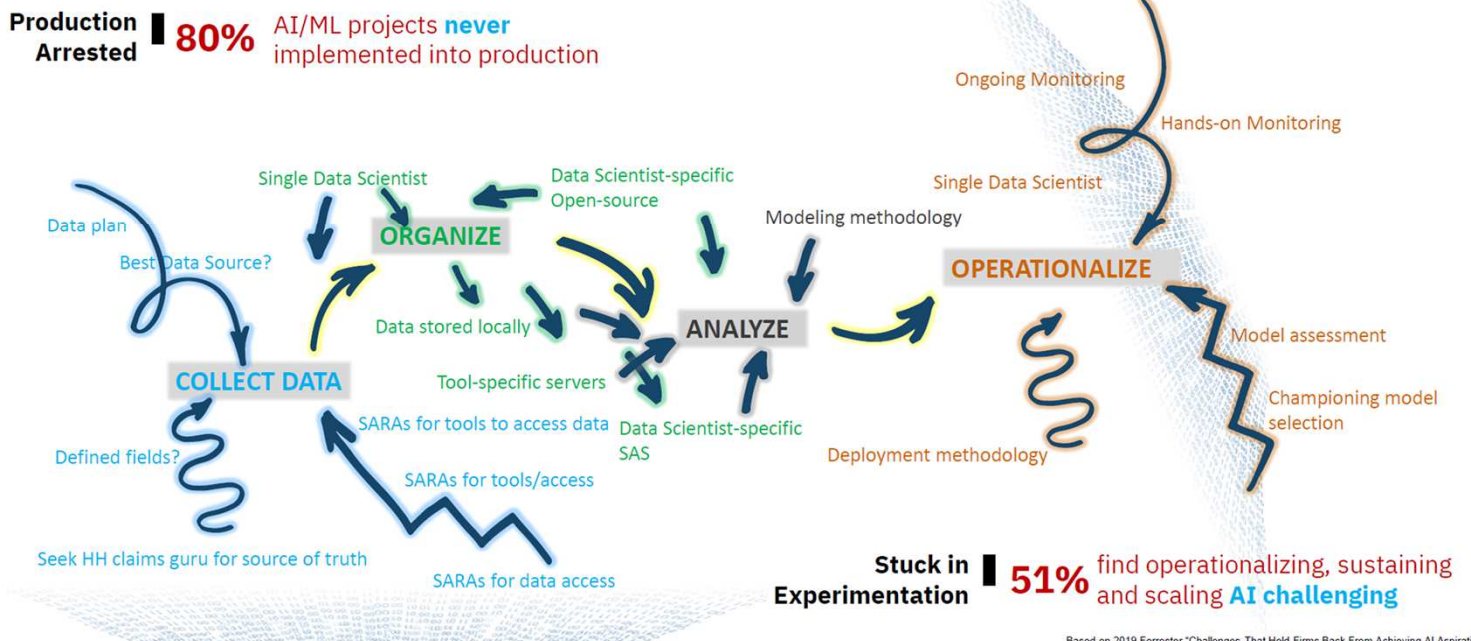 Production
Arrested
80%
AI/ML projects never
implemented into production
Ongoing Monitoring
Hands-on Monitoring
Single Data Scientist
Single Data Scientist
Data Scientist-specific
Open-source
Modeling methodology
Data plan
ORGANIZE
Best Data Source?
OPERATIONALIZE
Data stored locally
ANALYZE
Model assessment
COLLECT DATA
Tool-specific servers
Championing model
selection
SARAs for tools to access data
Data Scientist-specific
SAS
Defined fields?
Deployment methodology
SARAs for tools/access
Seek HH claims guru for source of truth
SARAs for data access
Stuck in
Experimentation
51%
find operationalizing, sustaining
and scaling AI challenging
Based on 2019 Forrester "Challenges That Hold Firms Back From Achieving AI